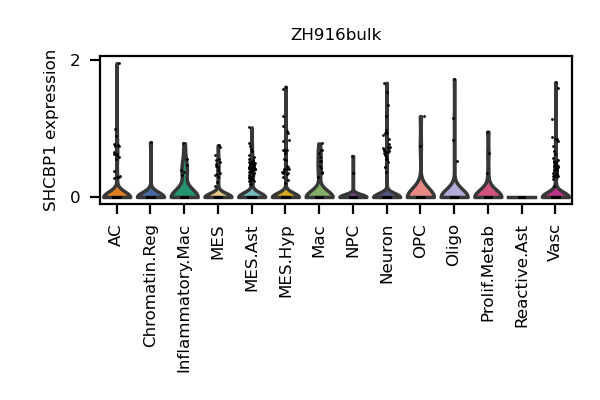 ZH916bulk
SHCBP1 expression
2
0
AC
Chromatin.Reg
Inflammatory.Mac
MES
MES.Ast
MES.Hyp
Mac
NPC
Neuron
OPC
Oligo
Prolif.Metab
Reactive.Ast
Vasc